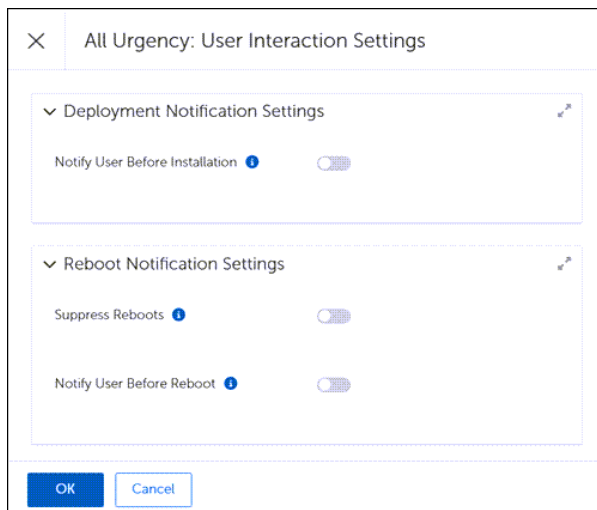 All Urgency: User Interaction Settings
Deployment Notification Settings
Notify User Before Installation
Reboot Notification Settings
Suppress Reboots
Notify User Before Reboot
OK Cancel